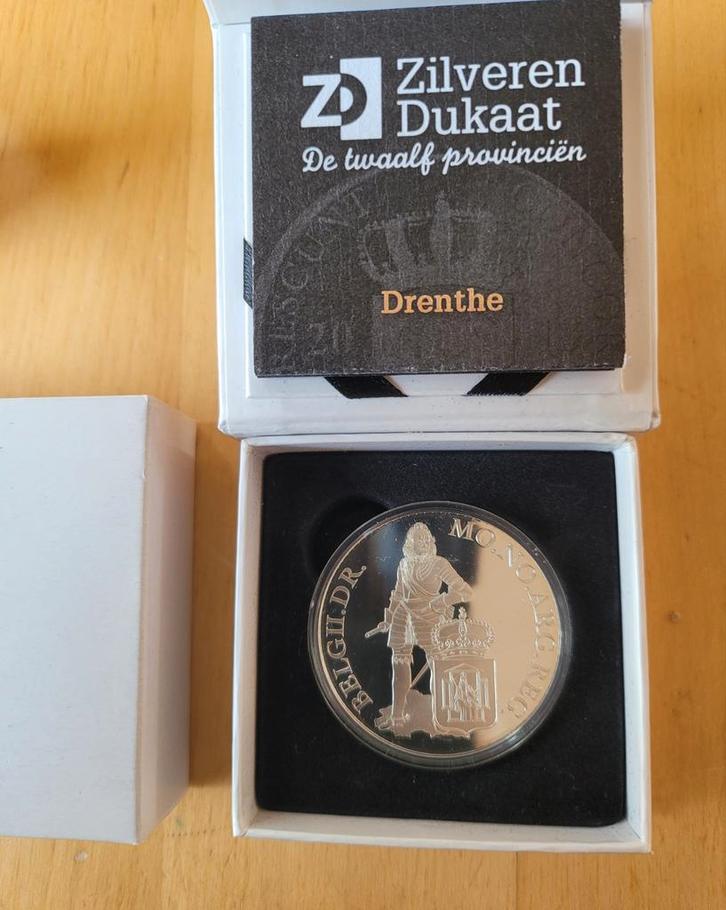 ZD
Zilveren
Dukaat
De twaalf provinciën
Drenthe
MO.NO.ARG.REG.
BELGII.DR.